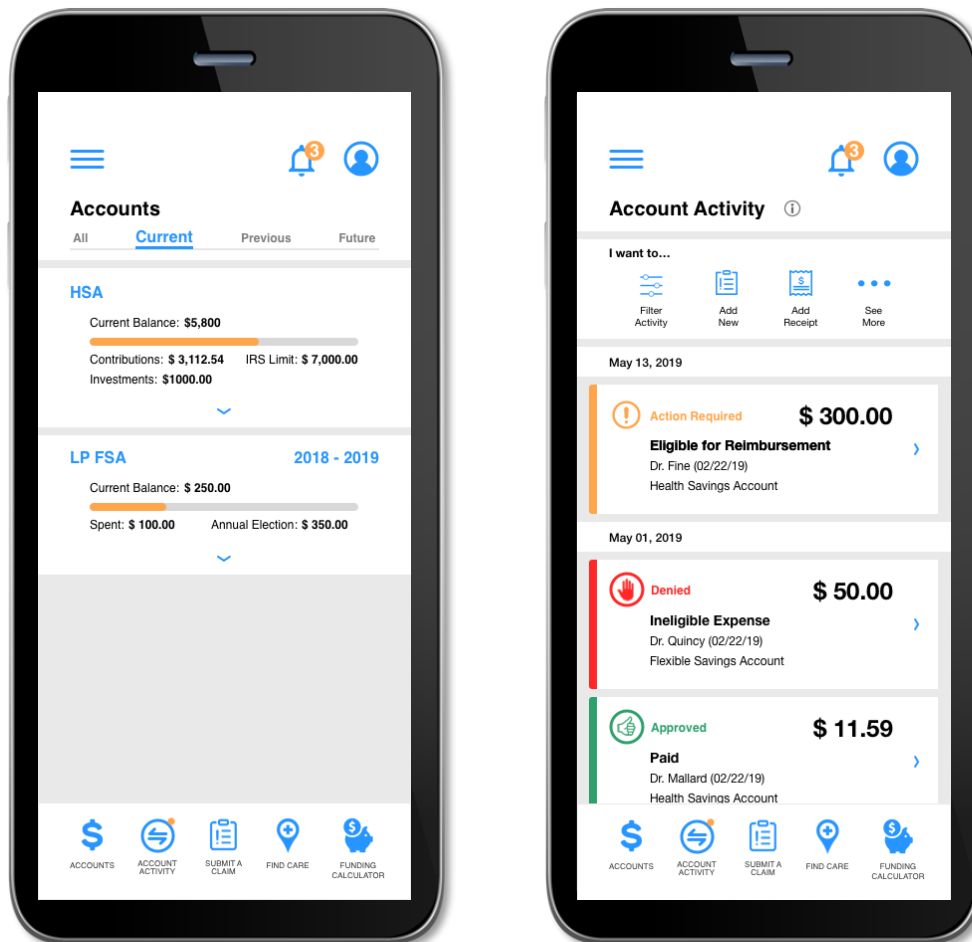 3
Accounts
All Current Previous Future
HSA
Current Balance: $5,800
Contributions: $ 3,112.54 IRS Limit: $ 7,000.00
Investments: $1000.00
LP FSA 2018 - 2019
Current Balance: $ 250.00
Spent: $ 100.00 Annual Election: $ 350.00
$
ACCOUNTS
ACCOUNT
ACTIVITY
SUBMIT A
CLAIM
FIND CARE
$
FUNDING
CALCULATOR
3
Account Activity i
I want to...
Filter
Activity
Add
New
$
Add
Receipt
See
More
May 13, 2019
! Action Required $ 300.00
Eligible for Reimbursement
Dr. Fine (02/22/19)
Health Savings Account
May 01, 2019
Denied $ 50.00
Ineligible Expense
Dr. Quincy (02/22/19)
Flexible Savings Account
Approved $ 11.59
Paid
Dr. Mallard (02/22/19)
Health Savings Account
$
ACCOUNTS
ACCOUNT
ACTIVITY
SUBMIT A
CLAIM
FIND CARE
$
FUNDING
CALCULATOR